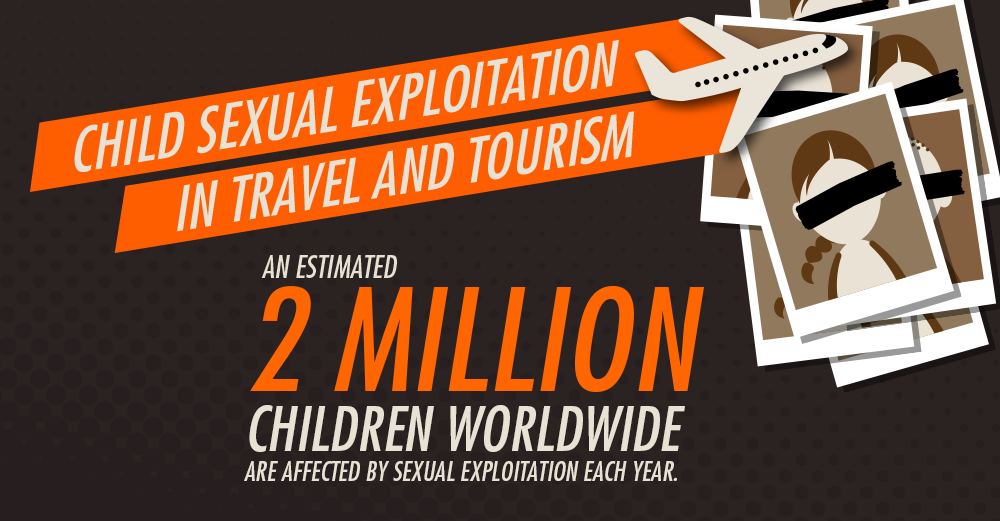 CHILD SEXUAL EXPLOITATION
IN TRAVEL AND TOURISM
AN ESTIMATED
2 MILLION
CHILDREN WORLDWIDE
ARE AFFECTED BY SEXUAL EXPLOITATION EACH YEAR.